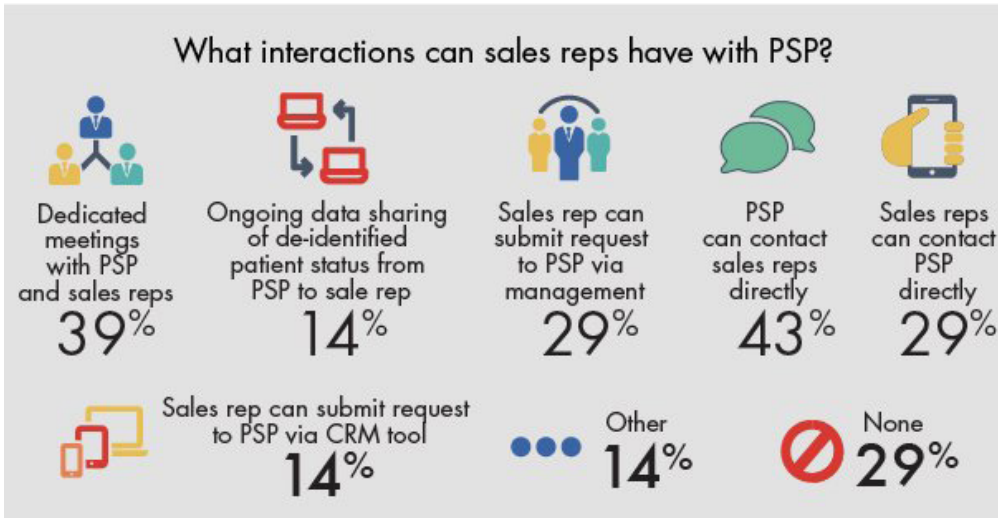 What interactions can sales reps have with PSP?
Dedicated
meetings
with PSP
and sales reps
39%
Ongoing data sharing
of de-identified
patient status from
PSP to sale rep
14%
Sales rep can
submit request
to PSP via
management
29%
PSP
can contact
sales reps
directly
43%
Sales reps
can contact
PSP
directly
29%
Sales rep can submit request
to PSP via CRM tool
14%
Other
14%
None
29%